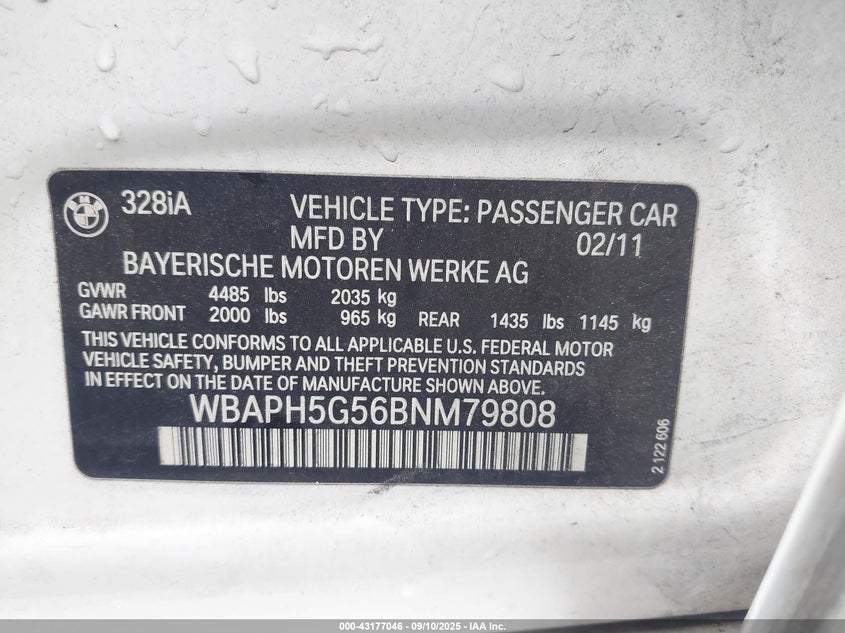 328iA VEHICLE TYPE: PASSENGER CAR
MFD BY 02/11
BAYERISCHE MOTOREN WERKE AG
GVWR 4485 lbs 2035 kg
GAWR FRONT 2000 lbs 965 kg REAR 1435 lbs 1145 kg
THIS VEHICLE CONFORMS TO ALL APPLICABLE U.S. FEDERAL MOTOR
VEHICLE SAFETY, BUMPER AND THEFT PREVENTION STANDARDS
IN EFFECT ON THE DATE OF MANUFACTURE SHOWN ABOVE.
WBAPH5G56BNM79808
2 122 606
000-43177046 - 09/10/2025 - IAA Inc.